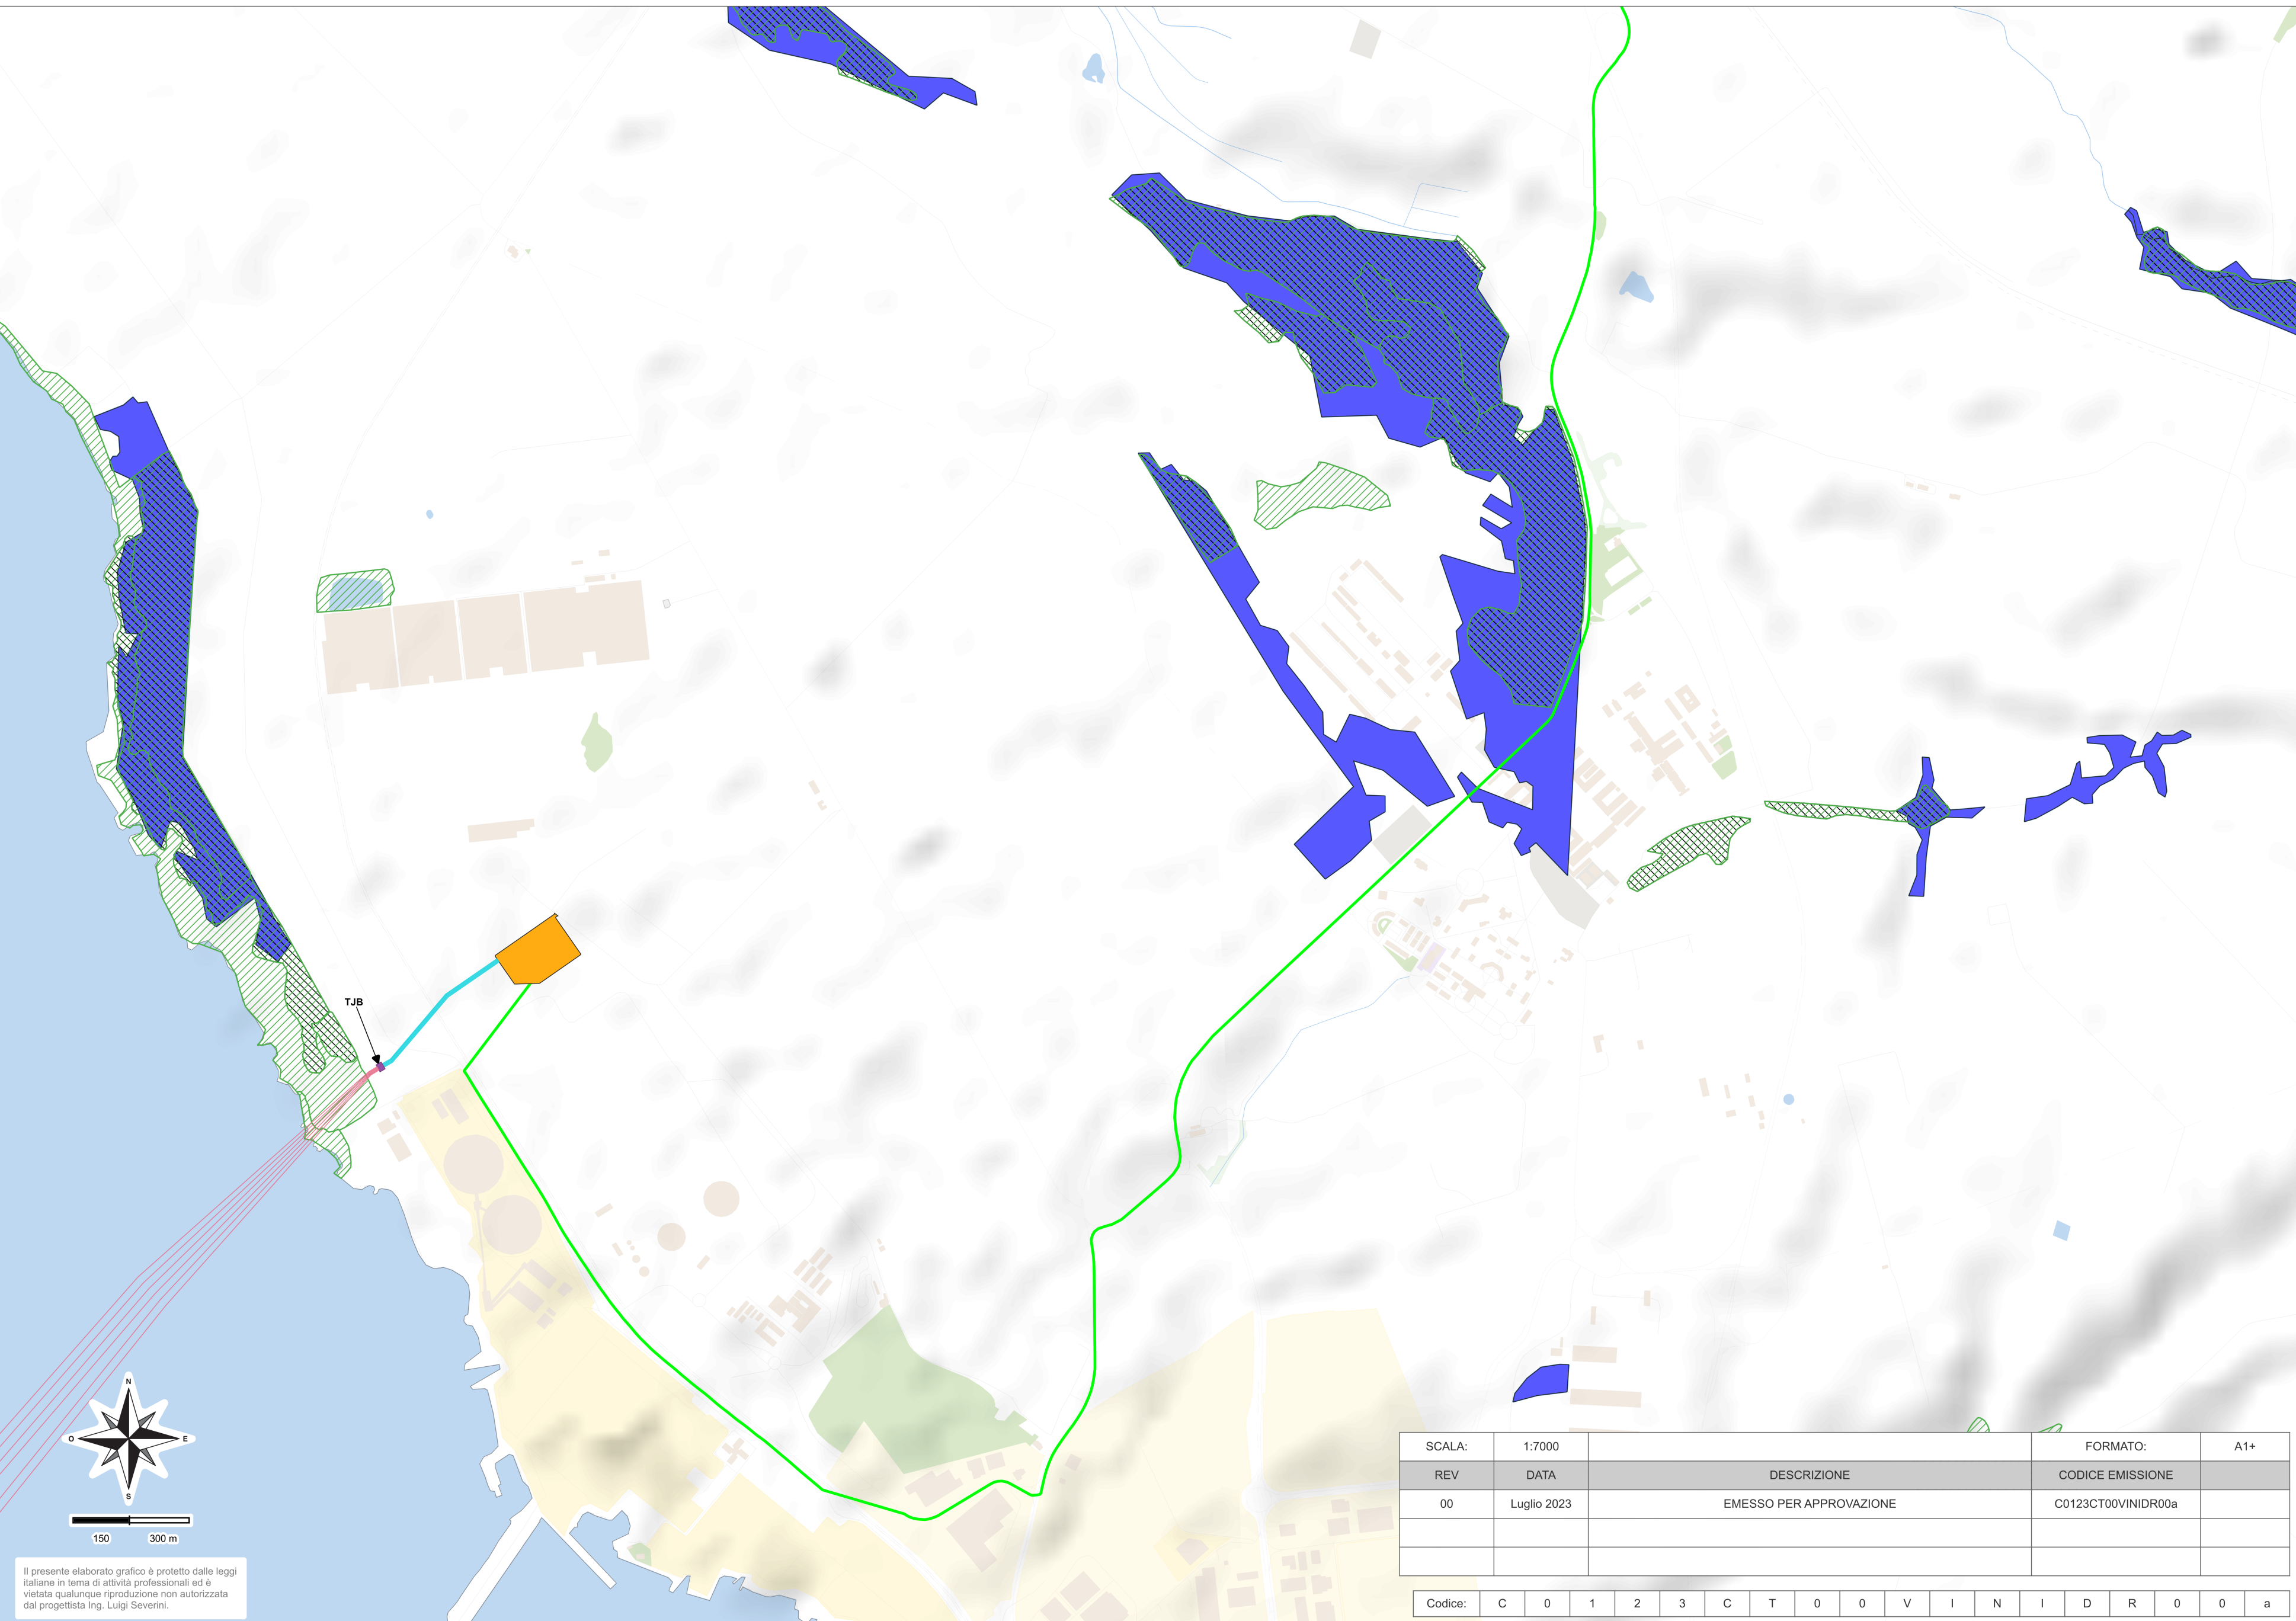 TJB
N
O
E
S
150 300 m
Il presente elaborato grafico è protetto dalle leggi
italiane in tema di attività professionali ed è
vietata qualunque riproduzione non autorizzata
dal progettista Ing. Luigi Severini.
SCALA: 1:7000 FORMATO: A1+
REV DATA DESCRIZIONE CODICE EMISSIONE
00 Luglio 2023 EMESSO PER APPROVAZIONE C0123CT00VINIDR00a
Codice: C 0 1 2 3 C T 0 0 V I N I D R 0 0 a